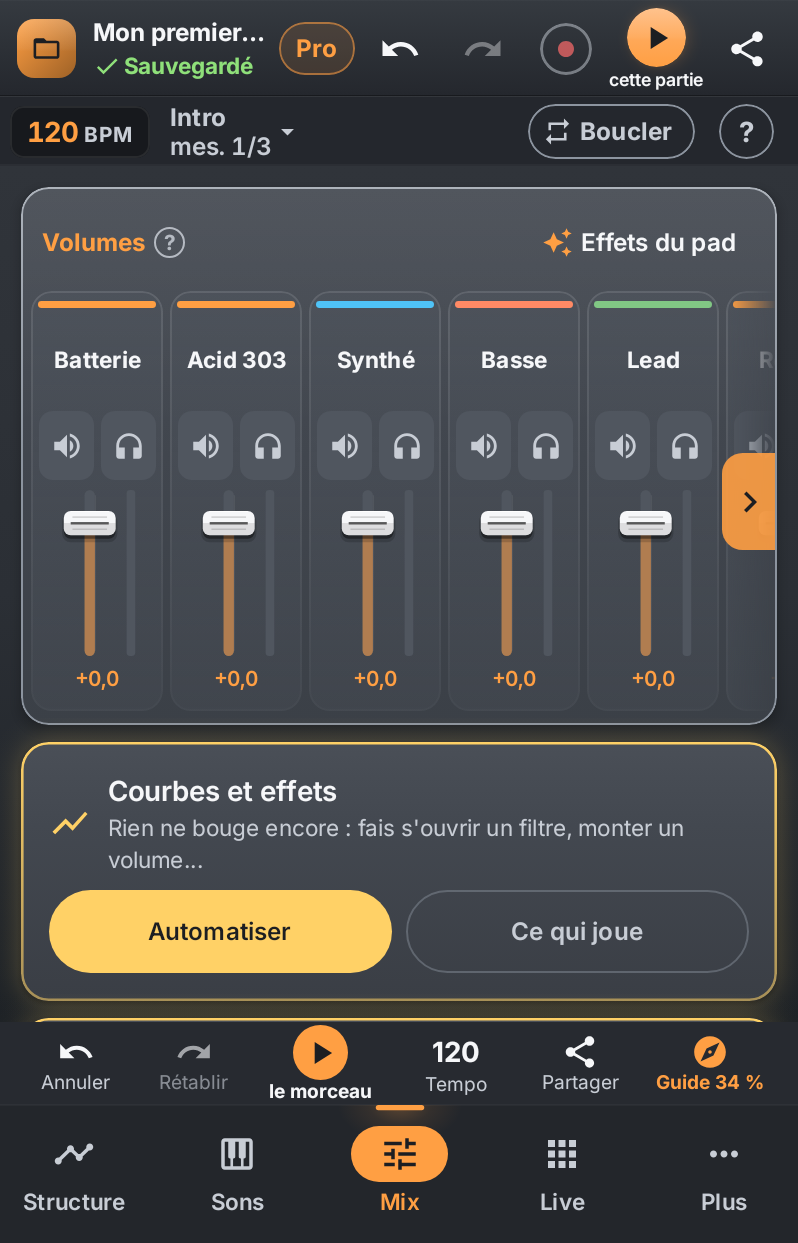 Mon premier...
Sauvegardé
Pro
cette partie
120 BPM
Intro
mes. 1/3
Boucler
?
Volumes ?
Effets du pad
Batterie
Acid 303
Synthé
Basse
Lead
R
+0,0
+0,0
+0,0
+0,0
+0,0
Courbes et effets
Rien ne bouge encore : fais s'ouvrir un filtre, monter un
volume...
Automatiser
Ce qui joue
Annuler
Rétablir
le morceau
120
Tempo
Partager
Guide 34 %
Structure
Sons
Mix
Live
Plus